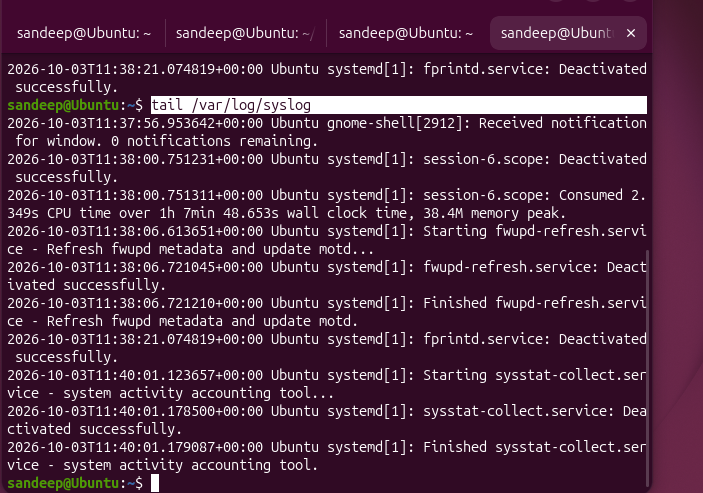 sandeep@Ubuntu: ~
sandeep@Ubuntu: ~/
sandeep@Ubuntu: ~
sandeep@Ubunt
2026-10-03T11:38:21.074819+00:00 Ubuntu systemd[1]: fprintd.service: Deactivated
 successfully.
sandeep@Ubuntu:~$ tail /var/log/syslog
2026-10-03T11:37:56.953642+00:00 Ubuntu gnome-shell[2912]: Received notification
 for window. 0 notifications remaining.
2026-10-03T11:38:00.751231+00:00 Ubuntu systemd[1]: session-6.scope: Deactivated
 successfully.
2026-10-03T11:38:00.751311+00:00 Ubuntu systemd[1]: session-6.scope: Consumed 2.
349s CPU time over 1h 7min 48.653s wall clock time, 38.4M memory peak.
2026-10-03T11:38:06.613651+00:00 Ubuntu systemd[1]: Starting fwupd-refresh.servi
ce - Refresh fwupd metadata and update motd...
2026-10-03T11:38:06.721045+00:00 Ubuntu systemd[1]: fwupd-refresh.service: Deact
ivated successfully.
2026-10-03T11:38:06.721210+00:00 Ubuntu systemd[1]: Finished fwupd-refresh.servi
ce - Refresh fwupd metadata and update motd.
2026-10-03T11:38:21.074819+00:00 Ubuntu systemd[1]: fprintd.service: Deactivated
 successfully.
2026-10-03T11:40:01.123657+00:00 Ubuntu systemd[1]: Starting sysstat-collect.ser
vice - system activity accounting tool...
2026-10-03T11:40:01.178500+00:00 Ubuntu systemd[1]: sysstat-collect.service: Dea
ctivated successfully.
2026-10-03T11:40:01.179087+00:00 Ubuntu systemd[1]: Finished sysstat-collect.ser
vice - system activity accounting tool.
sandeep@Ubuntu:~$